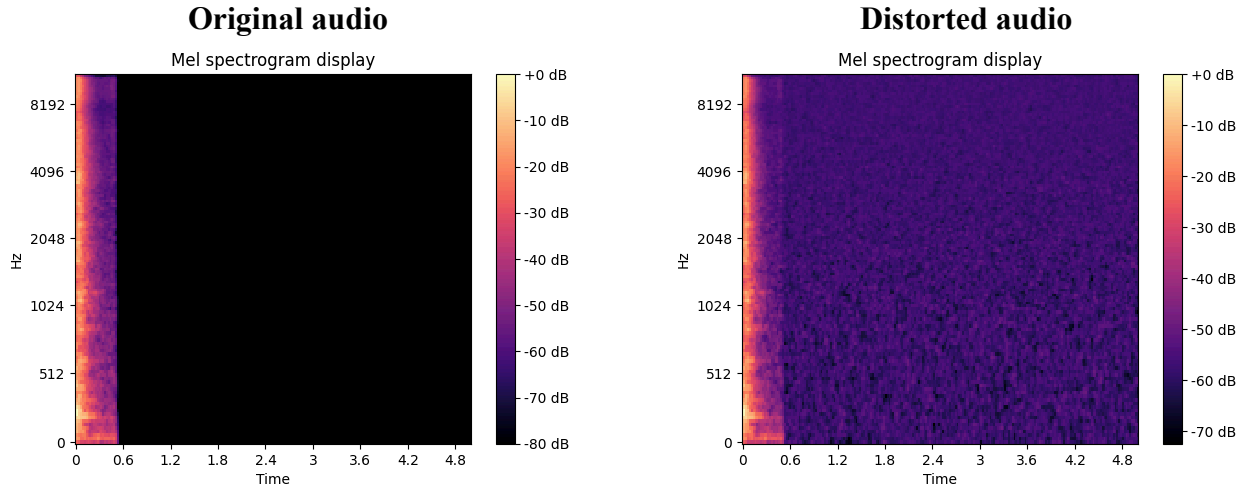 Original audio
Mel spectrogram display
8192
4096
2048
1024
512
0
Hz
0 0.6 1.2 1.8 2.4 3 3.6 4.2 4.8
Time
+0 dB
-10 dB
-20 dB
-30 dB
-40 dB
-50 dB
-60 dB
-70 dB
-80 dB
Distorted audio
Mel spectrogram display
8192
4096
2048
1024
512
0
Hz
0 0.6 1.2 1.8 2.4 3 3.6 4.2 4.8
Time
+0 dB
-10 dB
-20 dB
-30 dB
-40 dB
-50 dB
-60 dB
-70 dB